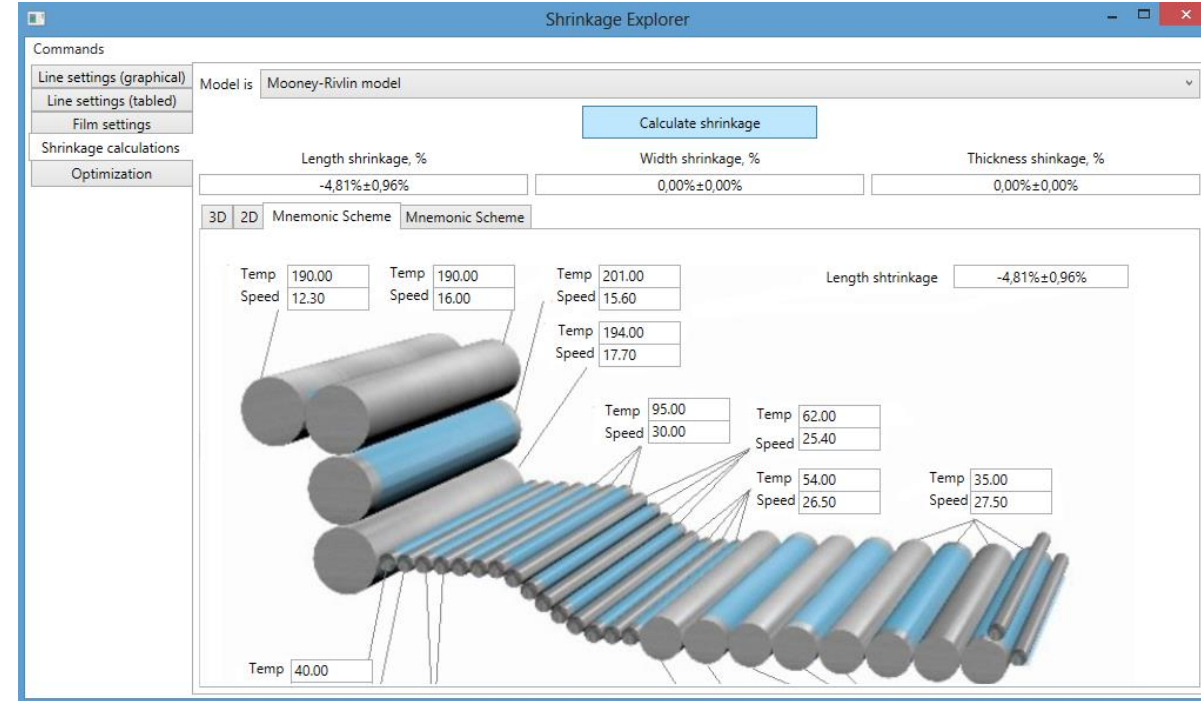 Shrinkage Explorer
Commands
Line settings (graphical)
Line settings (tabled)
Film settings
Shrinkage calculations
Optimization
Model is Mooney-Rivlin model
Calculate shrinkage
Length shrinkage, % Width shrinkage, % Thickness shinkage, %
-4,81%±0,96% 0,00%±0,00% 0,00%±0,00%
3D 2D Mnemonic Scheme Mnemonic Scheme
Temp 190.00 Temp 190.00 Temp 201.00 Length shtrinkage -4,81%±0,96%
Speed 12.30 Speed 16.00 Speed 15.60
Temp 194.00
Speed 17.70
Temp 95.00 Temp 62.00
Speed 30.00 Speed 25.40
Temp 54.00 Temp 35.00
Speed 26.50 Speed 27.50
Temp 40.00